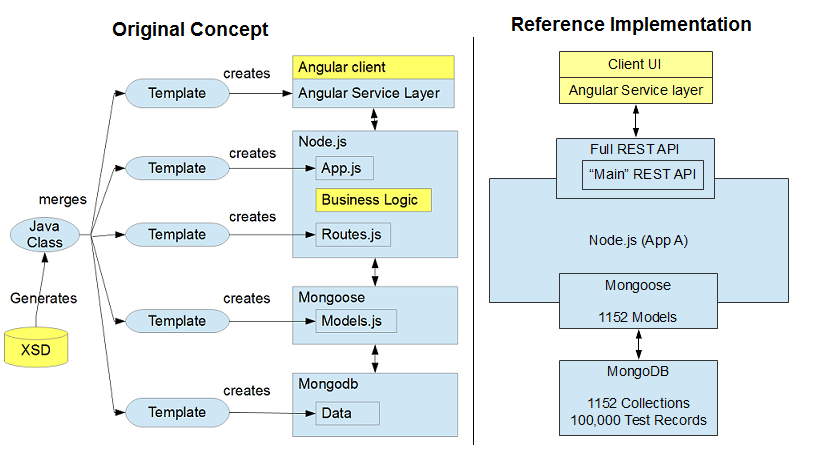 Original Concept
Reference Implementation
creates
Template
Angular client
Angular Service Layer
Node.js
creates
Template
App.js
Business Logic
merges
creates
Template
Routes.js
Java
Class
Generates
XSD
Mongoose
creates
Template
Models.js
Mongodb
creates
Template
Data
Client UI
Angular Service layer
Full REST API
“Main” REST API
Node.js (App A)
Mongoose
1152 Models
MongoDB
1152 Collections
100,000 Test Records